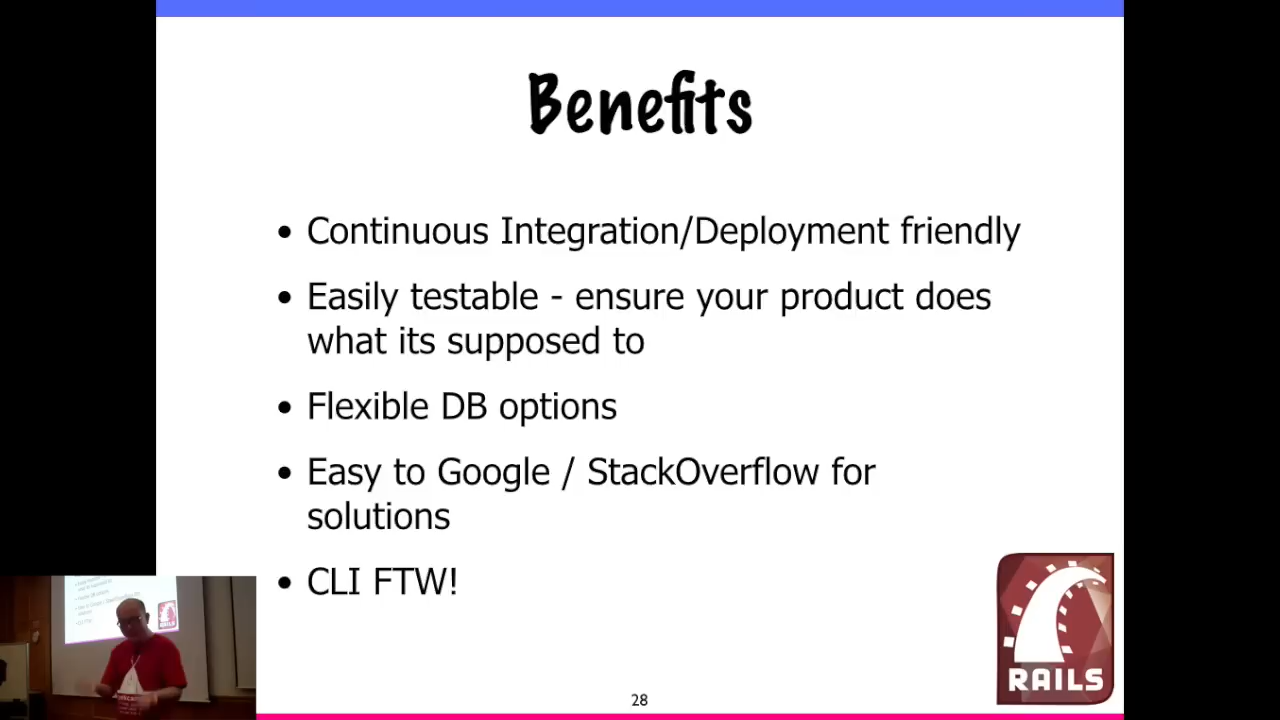 Benefits
• Continuous Integration/Deployment friendly
• Easily testable - ensure your product does
what its supposed to
• Flexible DB options
• Easy to Google / StackOverflow for
solutions
• CLI FTW!
RAILS
28
RAILS